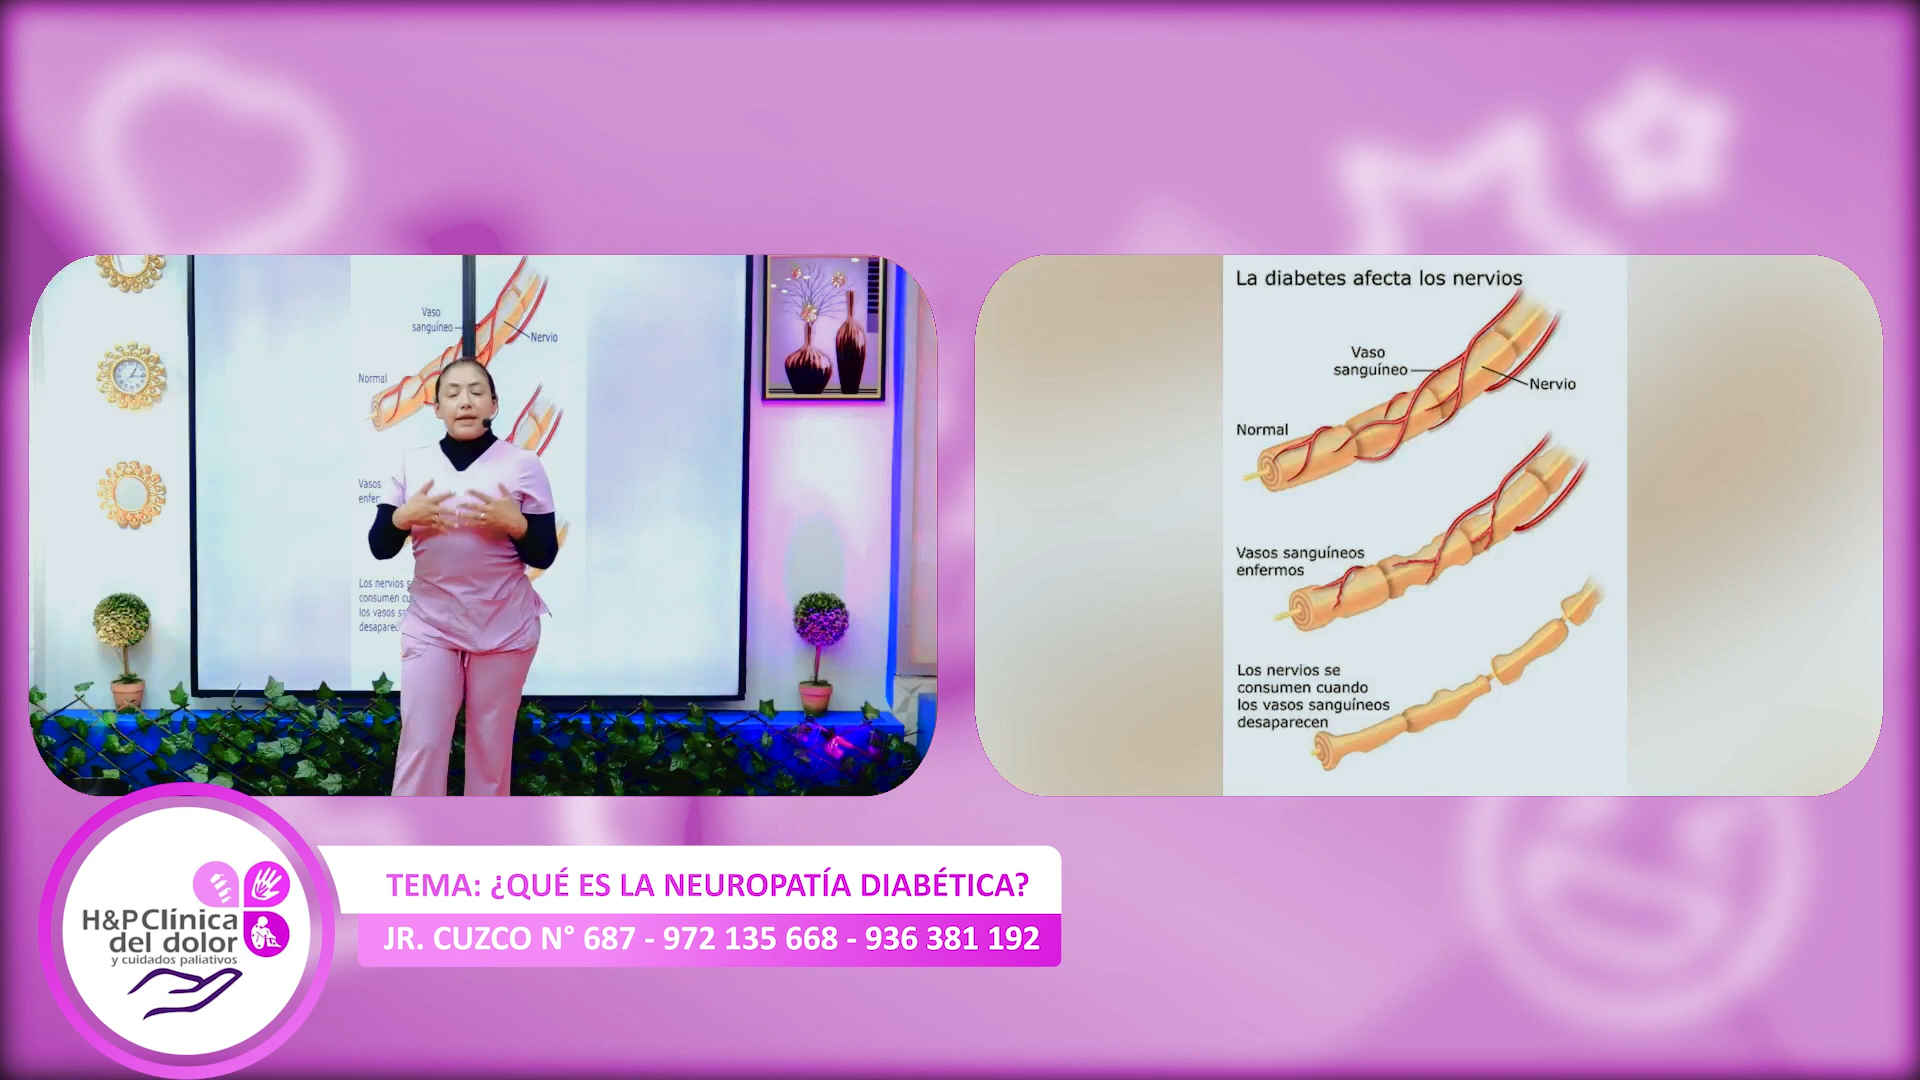 Vaso
sanguíneo
Nervio
Normal
Vasos
Los nervios
consumen
los vasos
La diabetes afecta los nervios
Vaso
sanguíneo
Nervio
Normal
Vasos sanguíneos
enfermos
Los nervios se
consumen cuando
los vasos sanguíneos
desaparecen
H&P Clínica
del dolor
y cuidados paliativos
TEMA: ¿QUÉ ES LA NEUROPATÍA DIABÉTICA?
JR. CUZCO N° 687 - 972 135 668 - 936 381 192